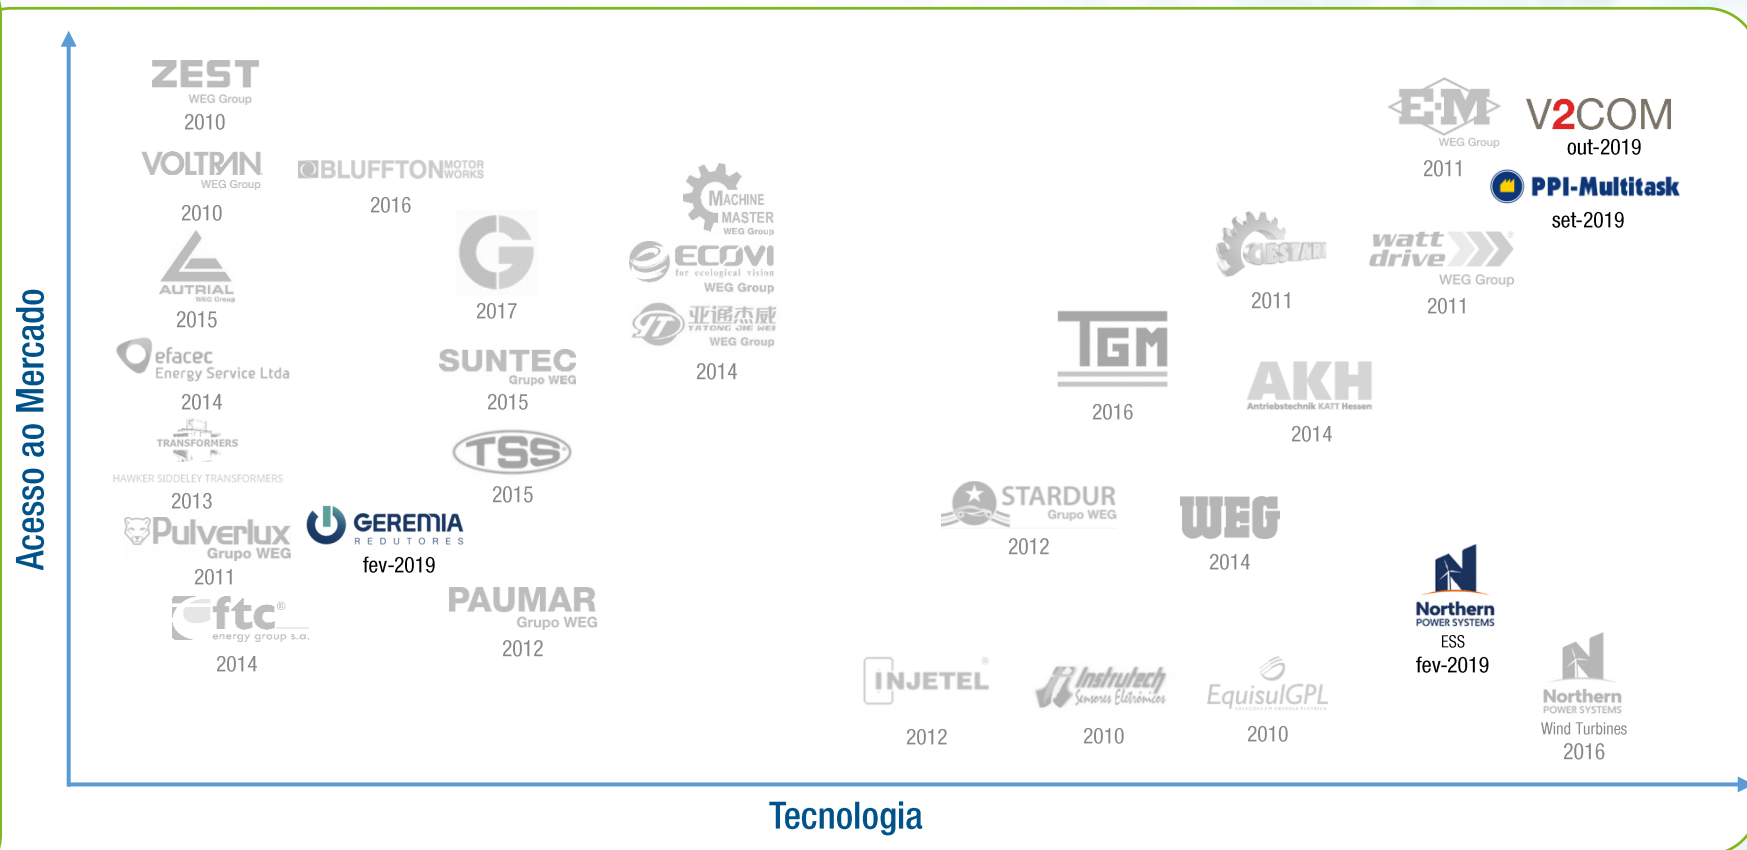 Acesso ao Mercado
ZEST
WEG Group
2010
VOLTRAN
WEG Group
2010
BLUFFTON MOTOR WORKS
2016
AUTRIAL
WEG Group
2015
G
2017
MACHINE
MASTER
WEG Group
ECOVI
for ecological vision
WEG Group
亚通杰威
YATONG JIE WEI
WEG Group
2014
efacec
Energy Service Ltda
2014
SUNTEC
Grupo WEG
2015
TRANSFORMERS
HAWKER SIDDELEY TRANSFORMERS
2013
TSS
2015
Pulverlux
Grupo WEG
2011
GEREMIA
REDUTORES
fev-2019
ftc®
energy group s.a.
2014
PAUMAR
Grupo WEG
2012
E·M
WEG Group
2011
V2COM
out-2019
PPI-Multitask
set-2019
CESTARI
2011
watt
drive®
WEG Group
2011
TGM
2016
AKH
Antriebstechnik KATT Hessen
2014
STARDUR
Grupo WEG
2012
WEG
2014
Northern
POWER SYSTEMS
ESS
fev-2019
INJETEL®
2012
Instrutech
Sensores Eletrônicos
2010
EquisulGPL
2010
Northern
POWER SYSTEMS
Wind Turbines
2016
Tecnologia